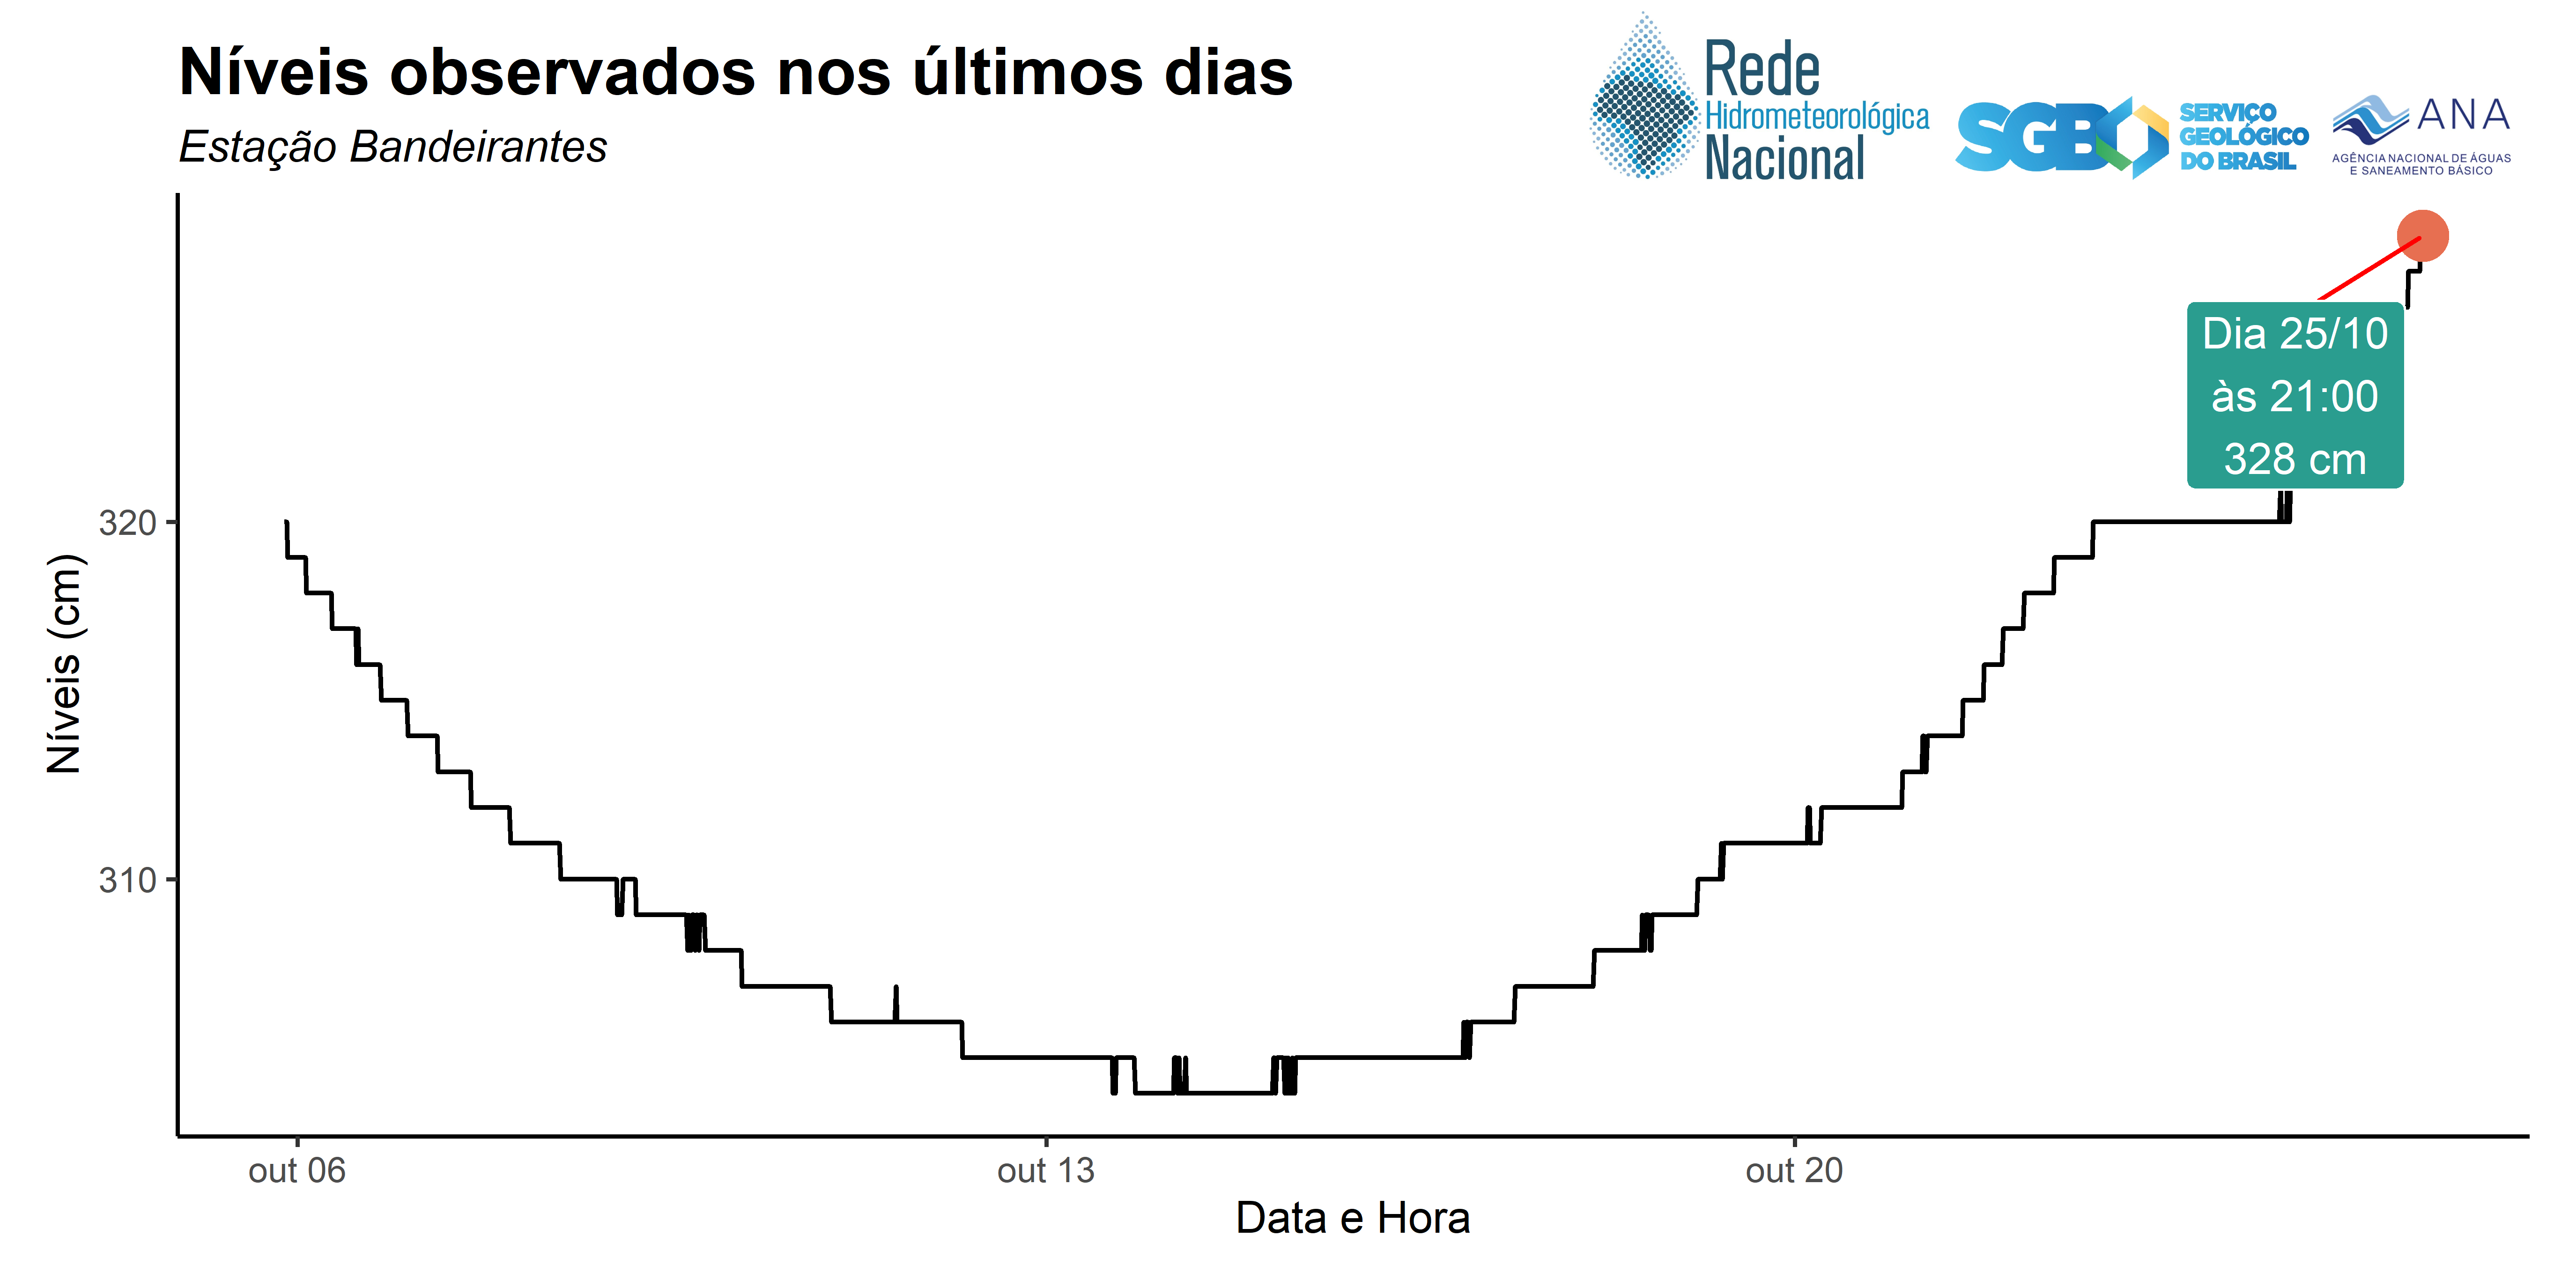 Níveis observados nos últimos dias
Estação Bandeirantes
Rede
Hidrometeorológica
Nacional
SGB
SERVIÇO
GEOLÓGICO
DO BRASIL
ANA
AGÊNCIA NACIONAL DE ÁGUAS
E SANEAMENTO BÁSICO
Dia 25/10
às 21:00
328 cm
320
310
Níveis (cm)
out 06
out 13
out 20
Data e Hora